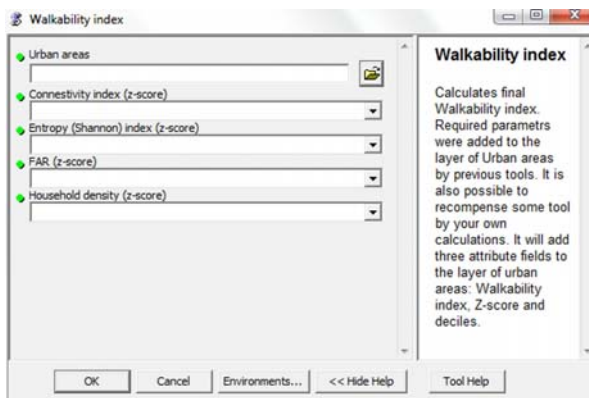 Walkability index
Urban areas
Connestivity index (z-score)
Entropy (Shannon) index (z-score)
FAR (z-score)
Household density (z-score)
Walkability index
Calculates final
Walkability index.
Required parametrs
were added to the
layer of Urban areas
by previous tools. It is
also possible to
recompense some tool
by your own
calculations. It will add
three attribute fields to
the layer of urban
areas: Walkability
index, Z-score and
deciles.
OK
Cancel
Environments...
<< Hide Help
Tool Help